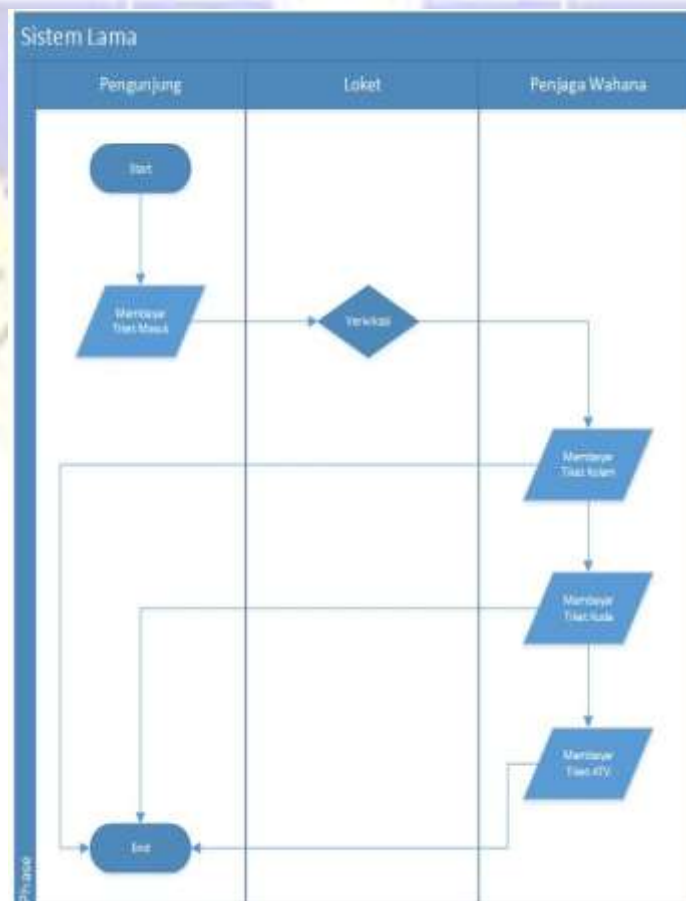 Sistem Lama
Pengunjung
Loket
Penjaga Wahana
Start
Membayar
Tiket Masuk
Verivikasi
Membayar
Tiket Kolam
Membayar
Tiket Kuda
Membayar
Tiket ATV
End
Phase